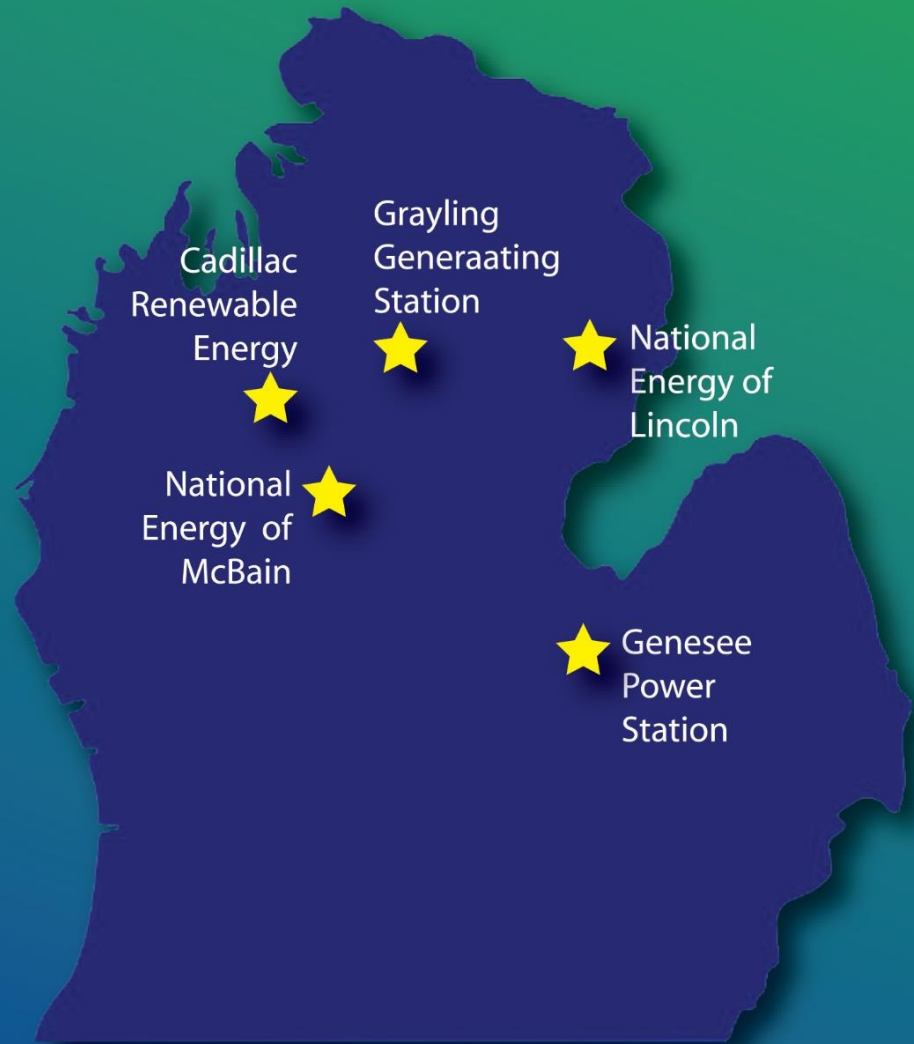 Grayling
Generaating
Station
Cadillac
Renewable
Energy
National
Energy of
Lincoln
National
Energy of
McBain
Genesee
Power
Station